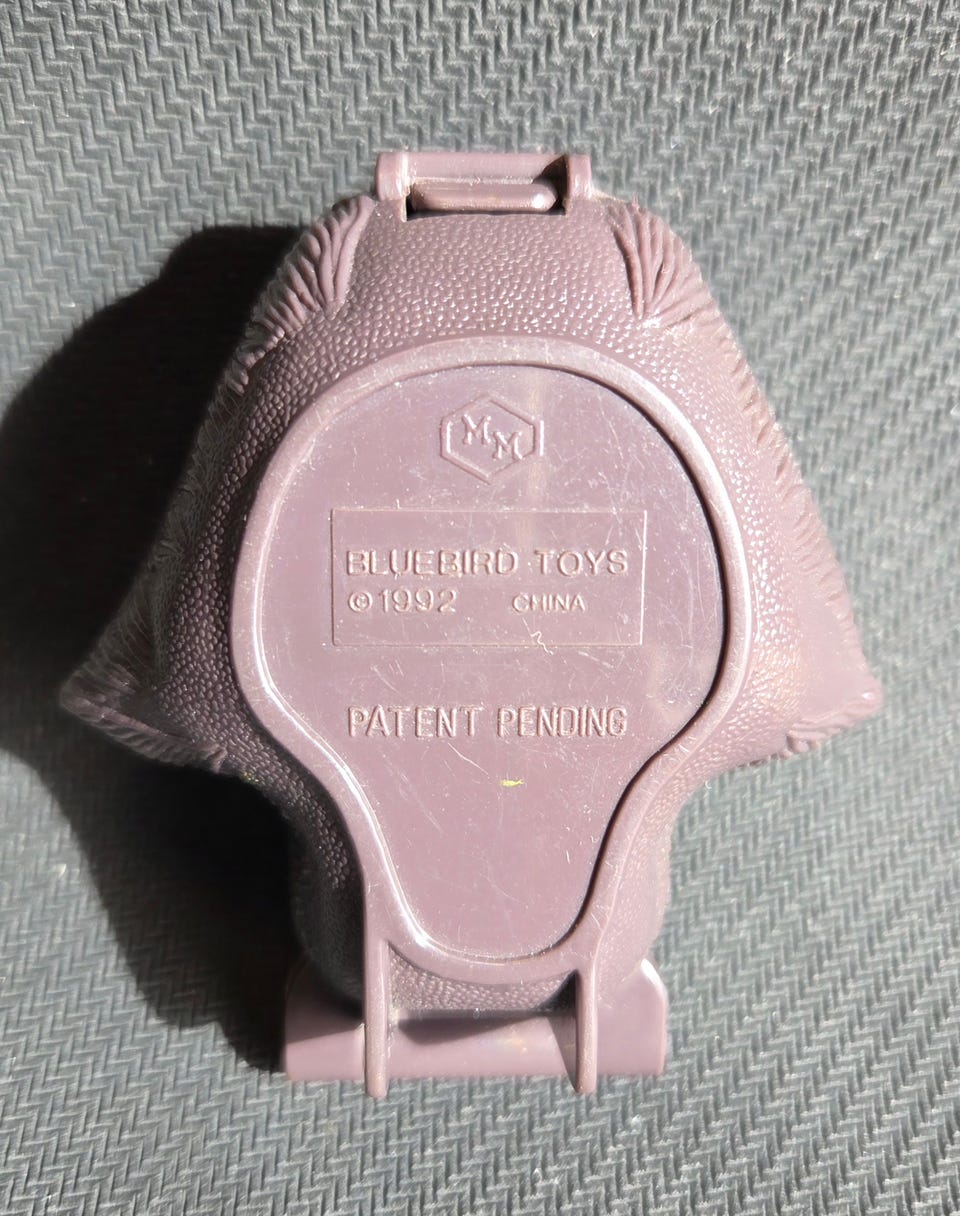 MM
BLUEBIRD TOYS
© 1992 CHINA
PATENT PENDING